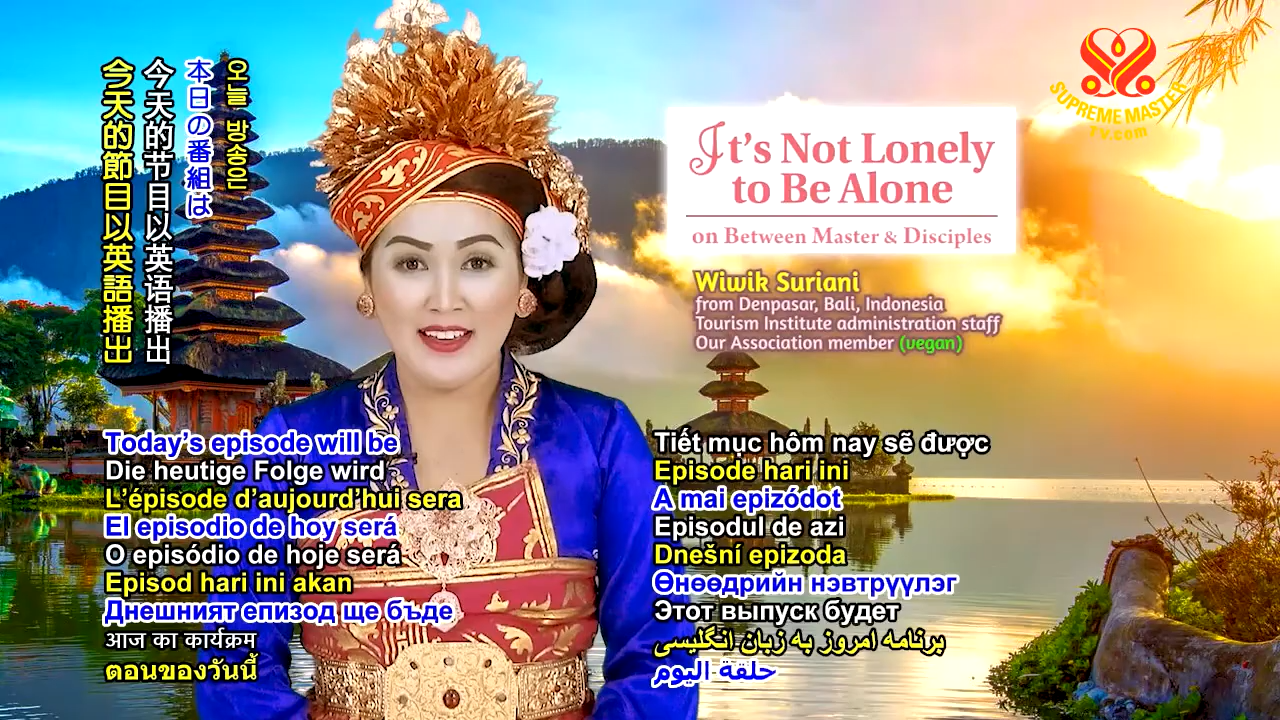 今天的節目以英語播出
今天的节目以英语播出
本日の番組は
오늘 방송은
SUPREME MASTER
TV.com
It's Not Lonely
to Be Alone
on Between Master & Disciples
Wiwik Suriani
from Denpasar, Bali, Indonesia
Tourism Institute administration staff
Our Association member (vegan)
Today's episode will be
Die heutige Folge wird
L'épisode d'aujourd'hui sera
El episodio de hoy será
O episódio de hoje será
Episod hari ini akan
Днешният епизод ще бъде
आज का कार्यक्रम
ตอนของวันนี้
Tiết mục hôm nay sẽ được
Episode hari ini
A mai epizódot
Episodul de azi
Dnešní epizoda
Өнөөдрийн нэвтрүүлэг
Этот выпуск будет
برنامه امروز به زبان انگلیسی
حلقة اليوم